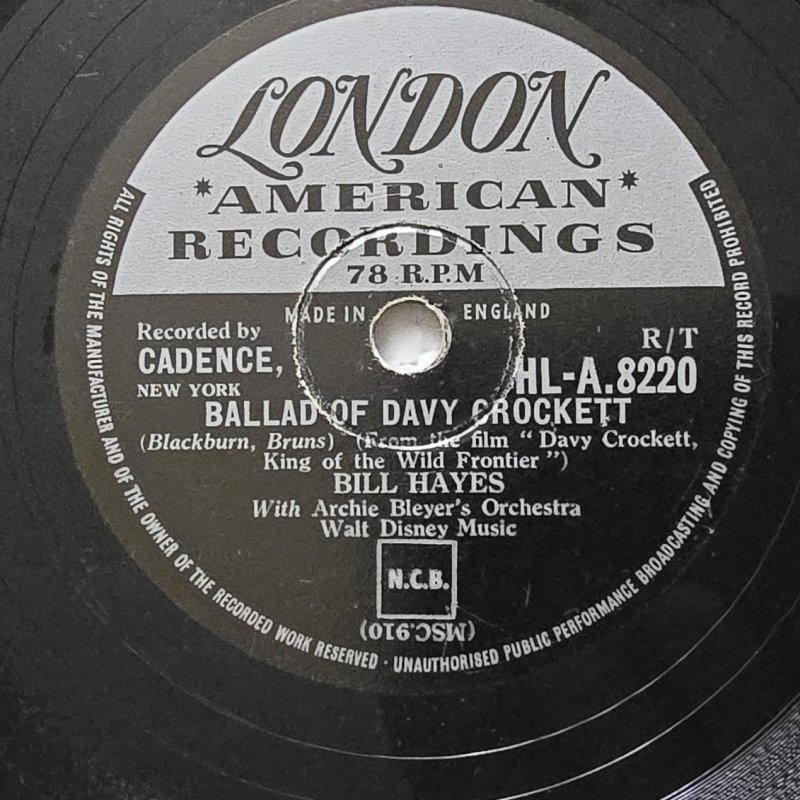 LONDON
*AMERICAN*
RECORDINGS
78 R.P.M
MADE IN ENGLAND
Recorded by
CADENCE,
NEW YORK
R/T
HL-A.8220
BALLAD OF DAVY CROCKETT
(Blackburn, Bruns) (From the film "Davy Crockett,
King of the Wild Frontier")
BILL HAYES
With Archie Bleyer's Orchestra
Walt Disney Music
N.C.B.
(MSC.910)
ALL RIGHTS OF THE MANUFACTURER AND OF THE OWNER OF THE RECORDED WORK RESERVED · UNAUTHORISED PUBLIC PERFORMANCE BROADCASTING AND COPYING OF THIS RECORD PROHIBITED